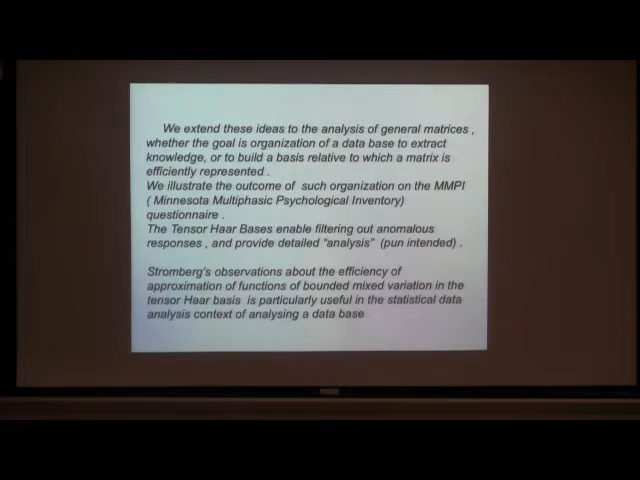 We extend these ideas to the analysis of general matrices ,
whether the goal is organization of a data base to extract
knowledge, or to build a basis relative to which a matrix is
efficiently represented .
We illustrate the outcome of such organization on the MMPI
( Minnesota Multiphasic Psychological Inventory)
questionnaire .
The Tensor Haar Bases enable filtering out anomalous
responses , and provide detailed "analysis" (pun intended) .
Stromberg's observations about the efficiency of
approximation of functions of bounded mixed variation in the
tensor Haar basis is particularly useful in the statistical data
analysis context of analysing a data base